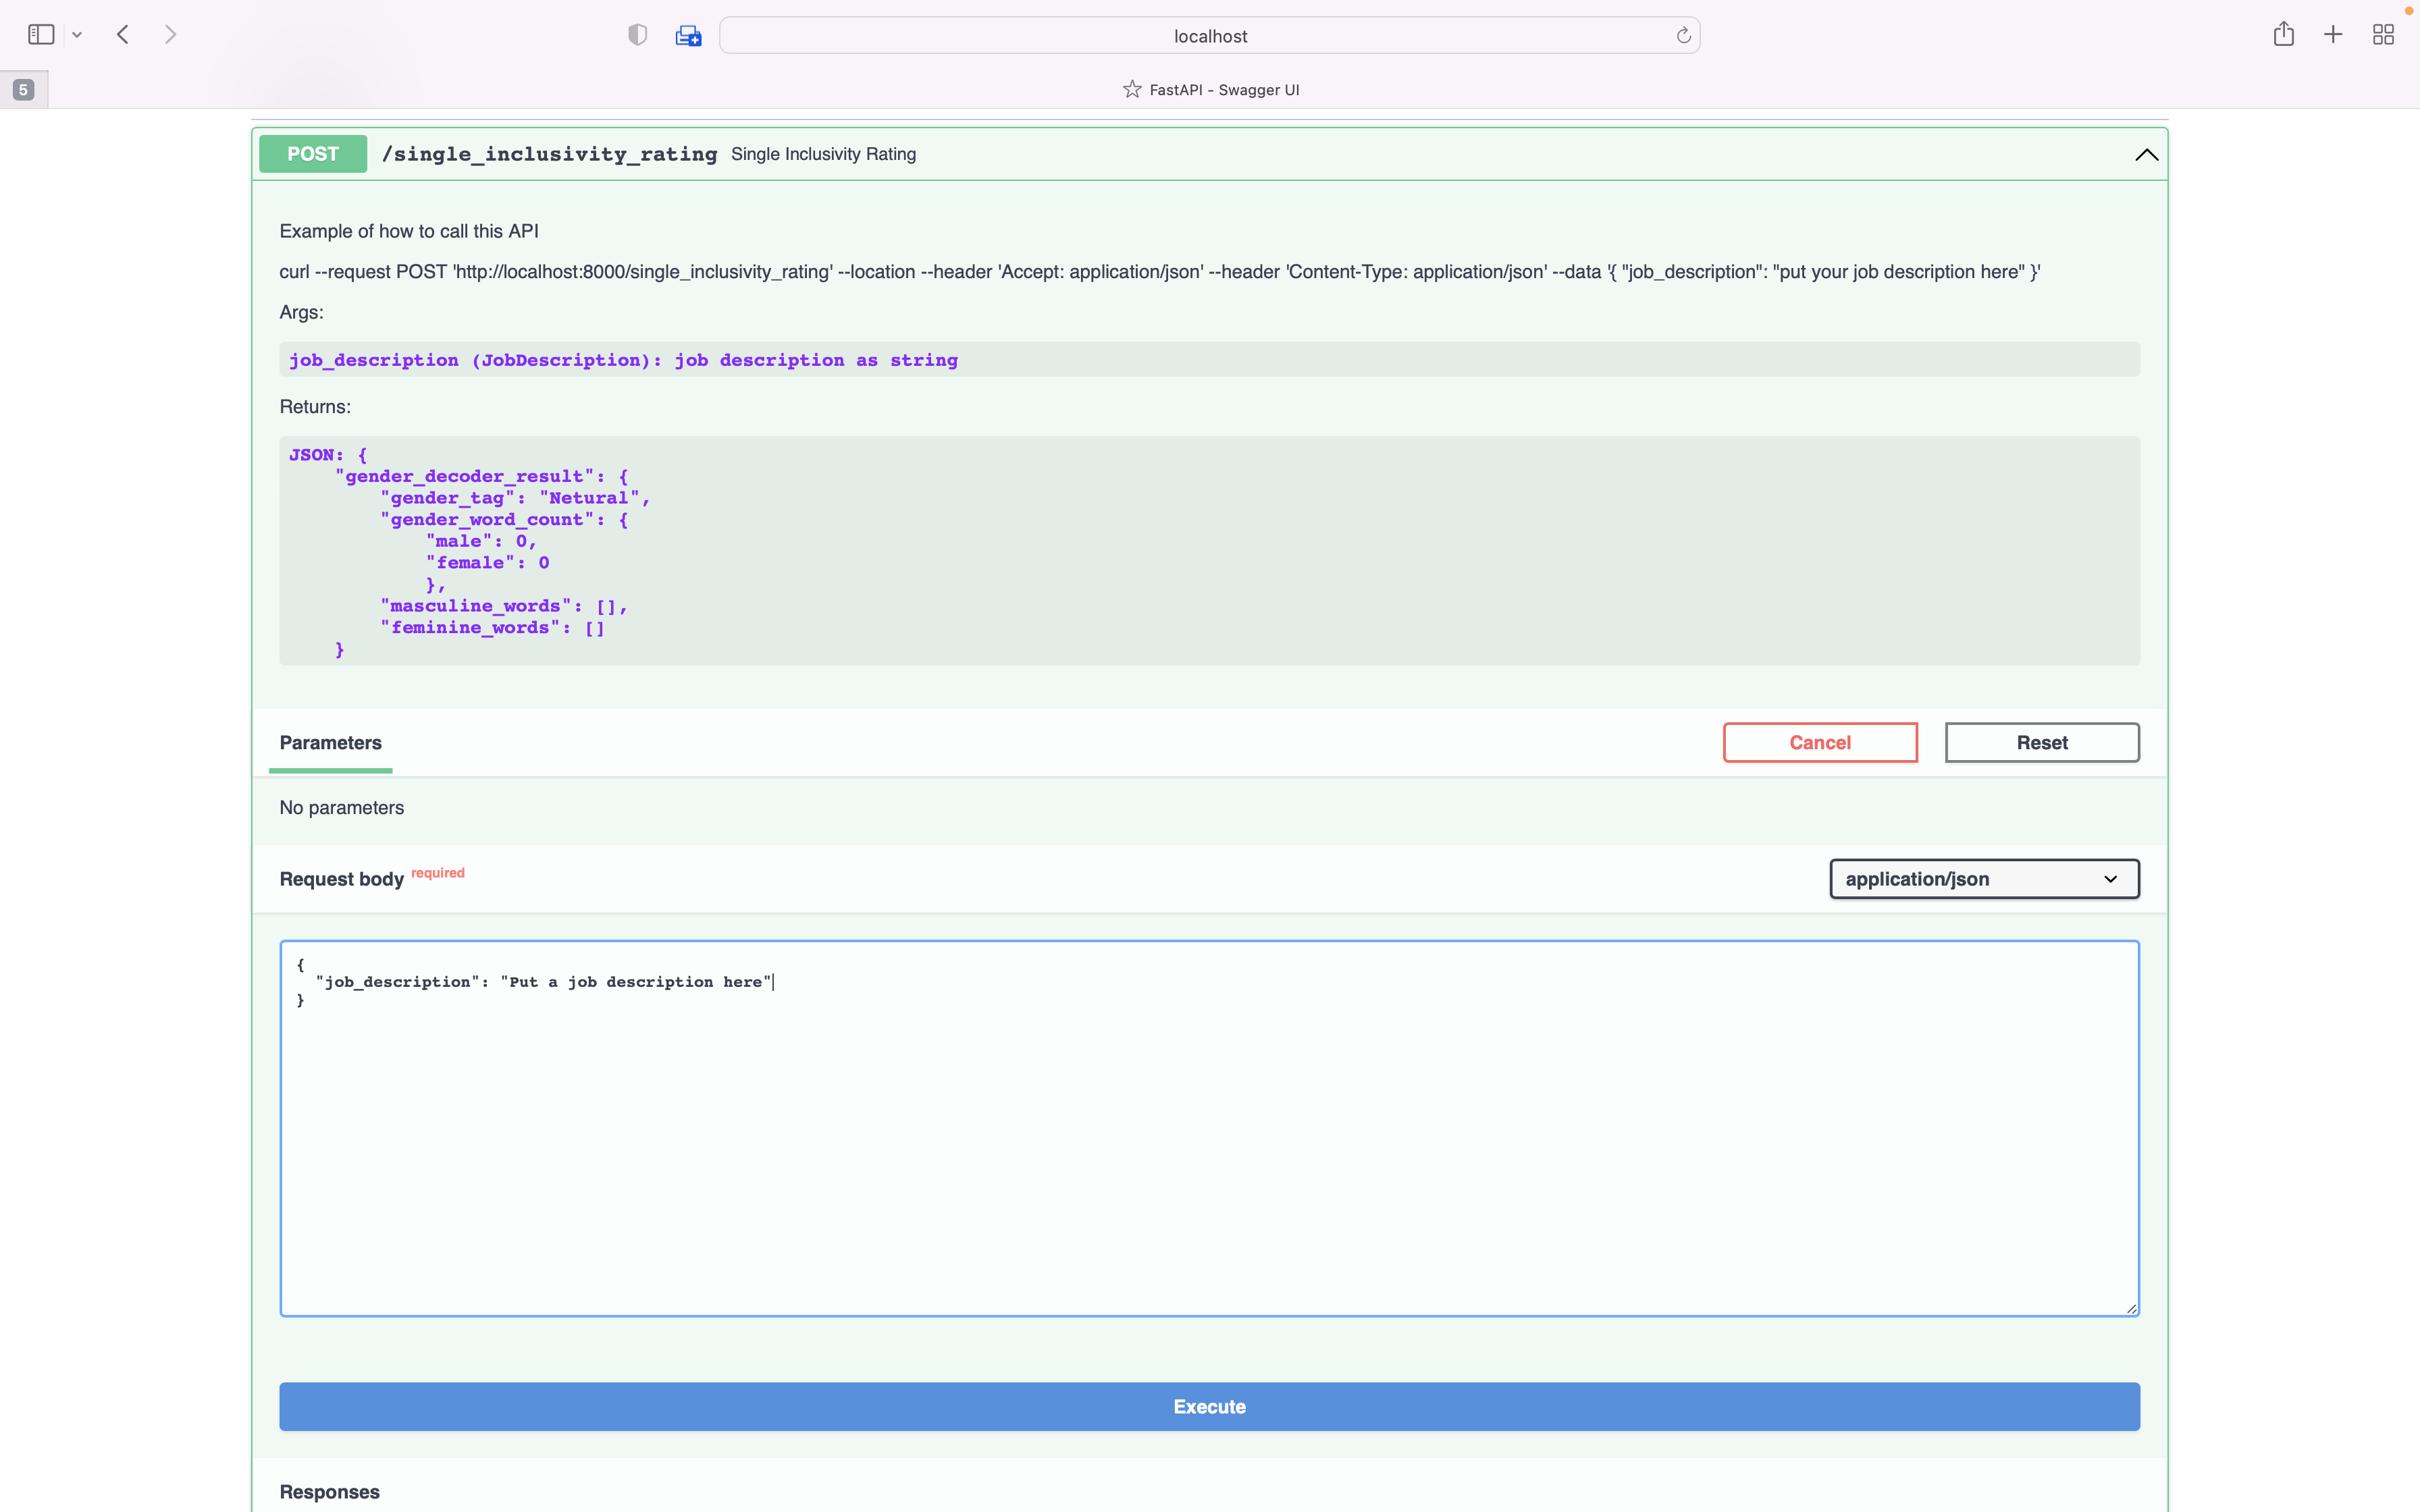 localhost
5
FastAPI - Swagger UI
POST /single_inclusivity_rating Single Inclusivity Rating
Example of how to call this API
curl --request POST 'http://localhost:8000/single_inclusivity_rating' --location --header 'Accept: application/json' --header 'Content-Type: application/json' --data '{ "job_description": "put your job description here" }'
Args:
job_description (JobDescription): job description as string
Returns:
JSON: {
"gender_decoder_result": {
"gender_tag": "Netural",
"gender_word_count": {
"male": 0,
"female": 0
},
"masculine_words": [],
"feminine_words": []
}
Parameters
Cancel
Reset
No parameters
Request body required
application/json
{
"job_description": "Put a job description here"
}
Execute
Responses